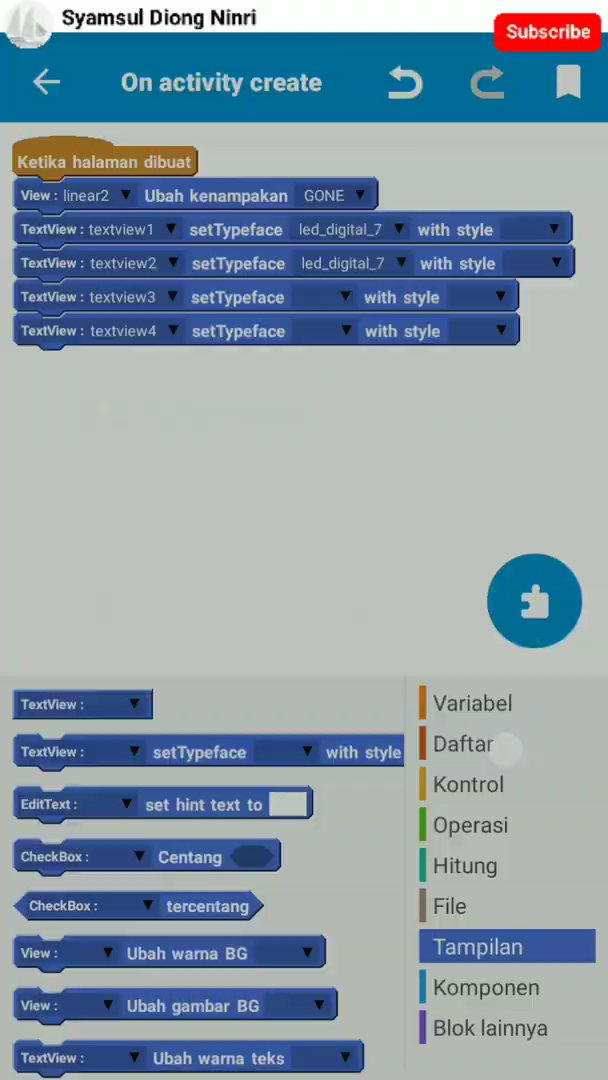 Syamsul Diong Ninri
Subscribe
On activity create
Ketika halaman dibuat
View : linear2 Ubah kenampakan GONE
TextView : textview1 setTypeface led_digital_7 with style
TextView : textview2 setTypeface led_digital_7 with style
TextView : textview3 setTypeface with style
TextView : textview4 setTypeface with style
TextView :
TextView : setTypeface with style
EditText : set hint text to
CheckBox : Centang
CheckBox : tercentang
View : Ubah warna BG
View : Ubah gambar BG
TextView : Ubah warna teks
Variabel
Daftar
Kontrol
Operasi
Hitung
File
Tampilan
Komponen
Blok lainnya